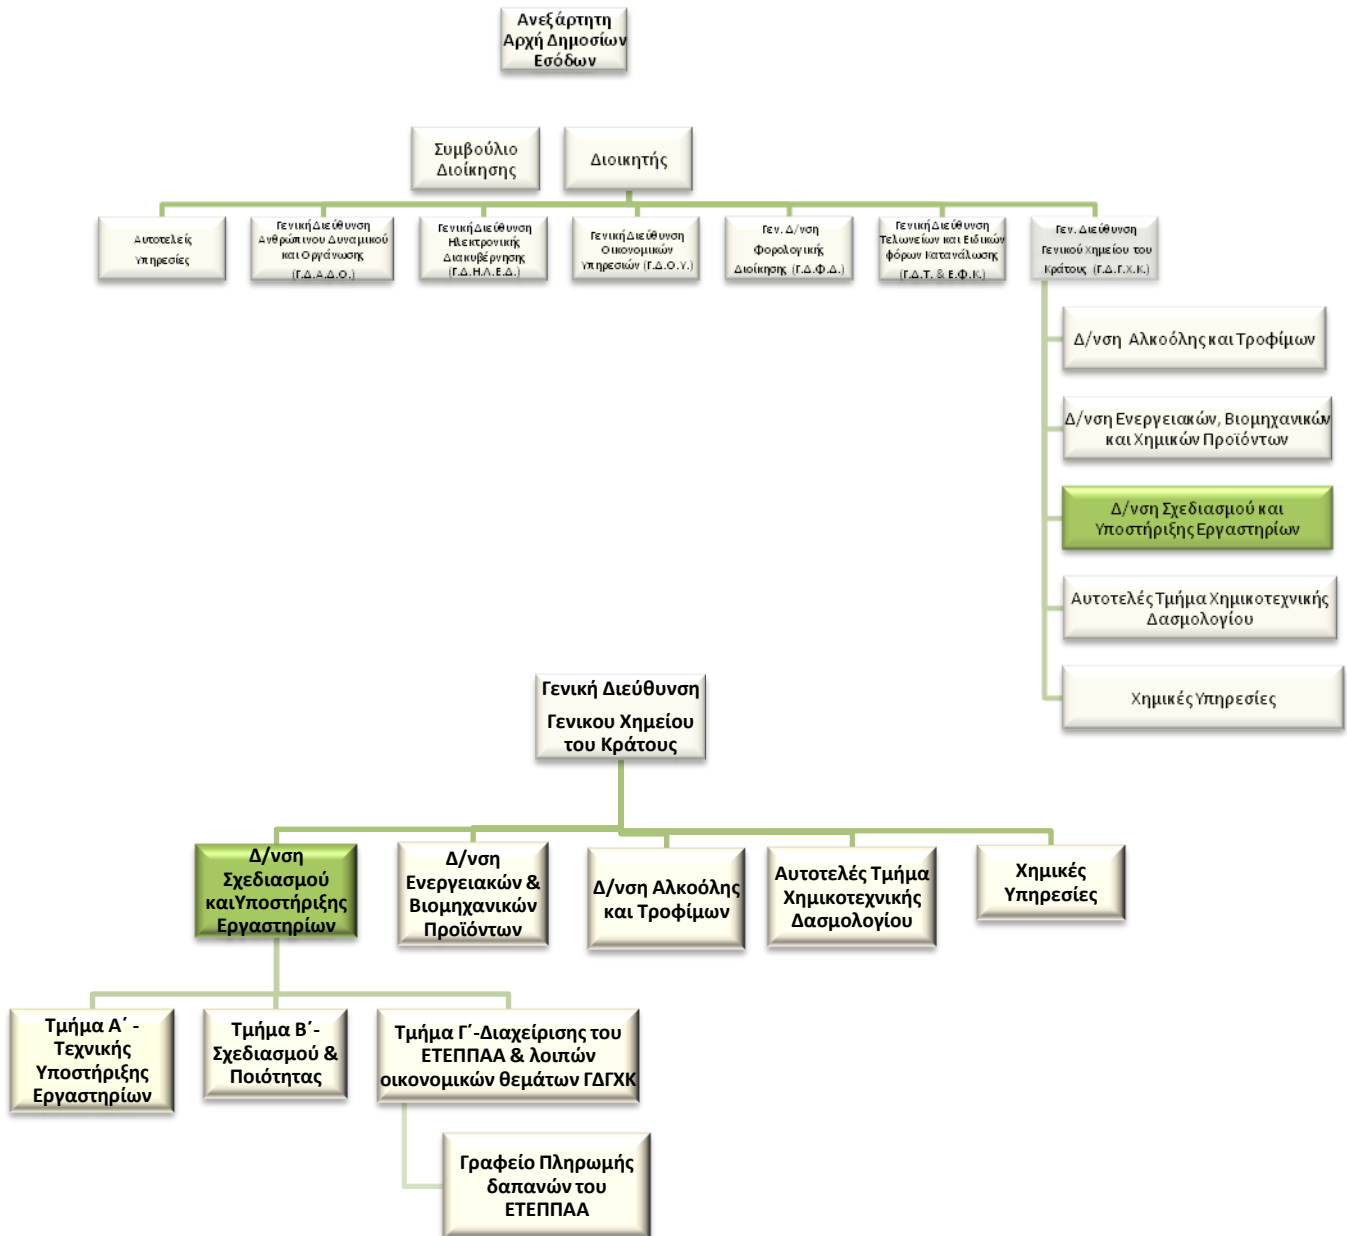 Ανεξάρτητη
Αρχή Δημοσίων
Εσόδων
Συμβούλιο
Διοίκησης
Διοικητής
Αυτοτελείς
Υπηρεσίες
Γενική Διεύθυνση
Ανθρώπινου Δυναμικού
και Οργάνωσης
(Γ.Δ.Α.Δ.Ο.)
Γενική Διεύθυνση
Ηλεκτρονικής
Διακυβέρνησης
(Γ.Δ.Η.Λ.Ε.Δ.)
Γενική Διεύθυνση
Οικονομικών
Υπηρεσιών (Γ.Δ.Ο.Υ.)
Γεν. Δ/νση
Φορολογικής
Διοίκησης (Γ.Δ.Φ.Δ.)
Γενική Διεύθυνση
Τελωνείων και Ειδικών
φόρων Κατανάλωσης
(Γ.Δ.Τ. & Ε.Φ.Κ.)
Γεν. Διεύθυνση
Γενικού Χημείου του
Κράτους (Γ.Δ.Γ.Χ.Κ.)
Δ/νση Αλκοόλης και Τροφίμων
Δ/νση Ενεργειακών, Βιομηχανικών
και Χημικών Προϊόντων
Δ/νση Σχεδιασμού και
Υποστήριξης Εργαστηρίων
Αυτοτελές Τμήμα Χημικοτεχνικής
Δασμολογίου
Χημικές Υπηρεσίες
Γενική Διεύθυνση
Γενικου Χημείου
του Κράτους
Δ/νση
Σχεδιασμού
καιΥποστήριξης
Εργαστηρίων
Δ/νση
Ενεργειακών &
Βιομηχανικών
Προϊόντων
Δ/νση Αλκοόλης
και Τροφίμων
Αυτοτελές Τμήμα
Χημικοτεχνικής
Δασμολογίου
Χημικές
Υπηρεσίες
Τμήμα Α΄ -
Τεχνικής
Υποστήριξης
Εργαστηρίων
Τμήμα Β΄-
Σχεδιασμού &
Ποιότητας
Τμήμα Γ΄-Διαχείρισης του
ΕΤΕΠΠΑΑ & λοιπών
οικονομικών θεμάτων ΓΔΓΧΚ
Γραφείο Πληρωμής
δαπανών του
ΕΤΕΠΠΑΑ